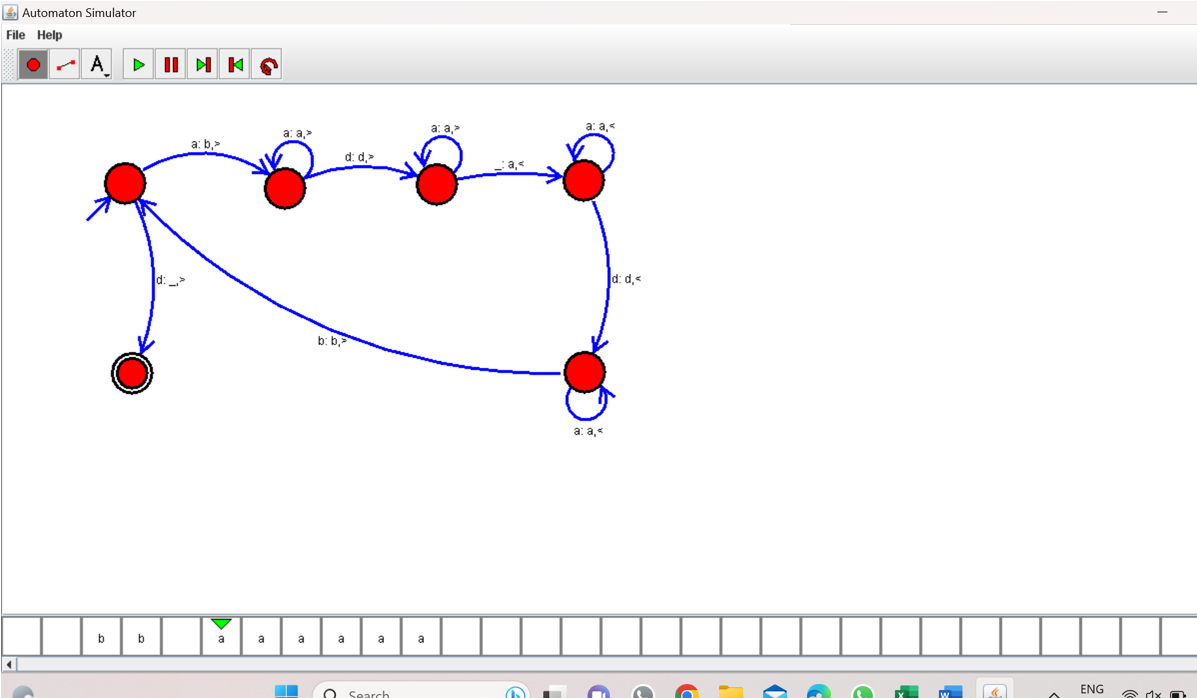 Automaton Simulator
File Help
A
a: b,>
a: a,>
d: d,>
a: a,>
_: a,<
a: a,<
d: _,>
d: d,<
b: b,>
a: a,<
b b a a a a a a
Search
ENG